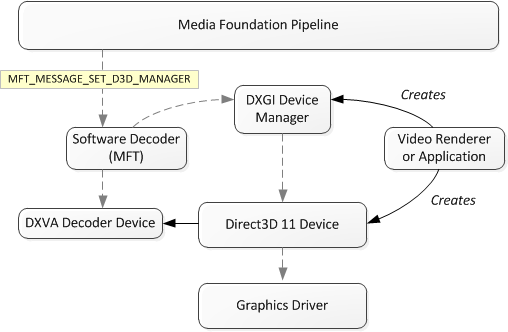 Media Foundation Pipeline
MFT_MESSAGE_SET_D3D_MANAGER
DXGI Device
Manager
Creates
Software Decoder
(MFT)
Video Renderer
or Application
Creates
DXVA Decoder Device
Direct3D 11 Device
Graphics Driver